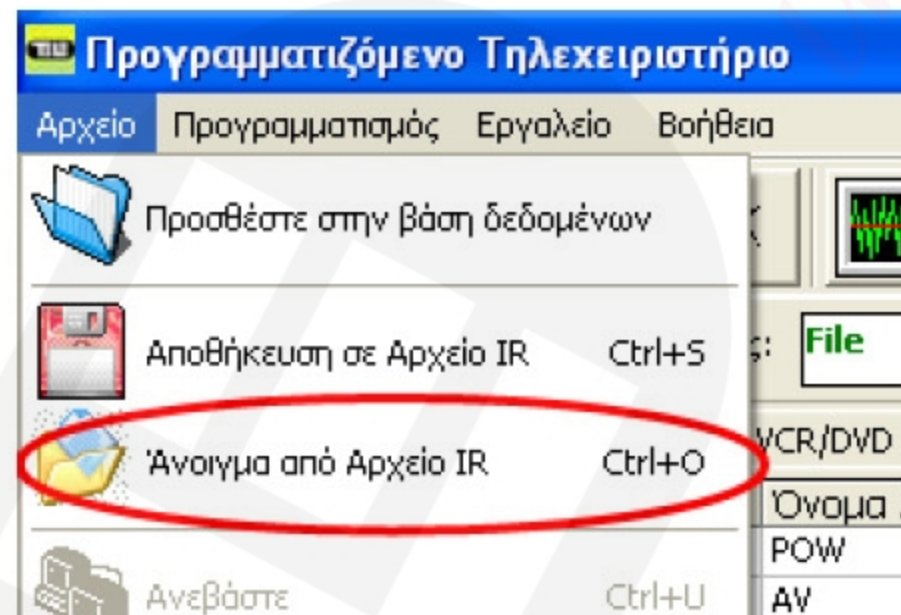 Προγραμματιζόμενο Τηλεχειριστήριο
Αρχείο Προγραμματισμός Εργαλείο Βοήθεια
Προσθέστε στην βάση δεδομένων
Αποθήκευση σε Αρχείο IR Ctrl+S
File
Άνοιγμα από Αρχείο IR Ctrl+O
VCR/DVD
Όνομα
POW
Ανεβάστε Ctrl+U
AV